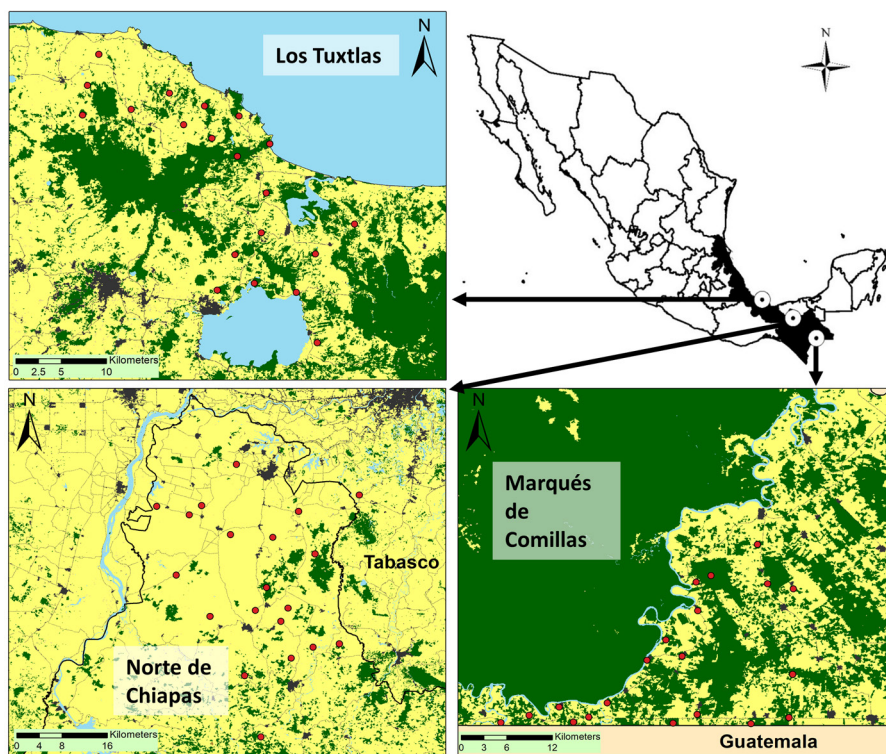 Los Tuxtlas
N
0 2.5 5 10
Kilometers
N
N
Norte de
Chiapas
Tabasco
0 4 8 16
Kilometers
N
Marqués
de
Comillas
Guatemala
0 3 6 12
Kilometers